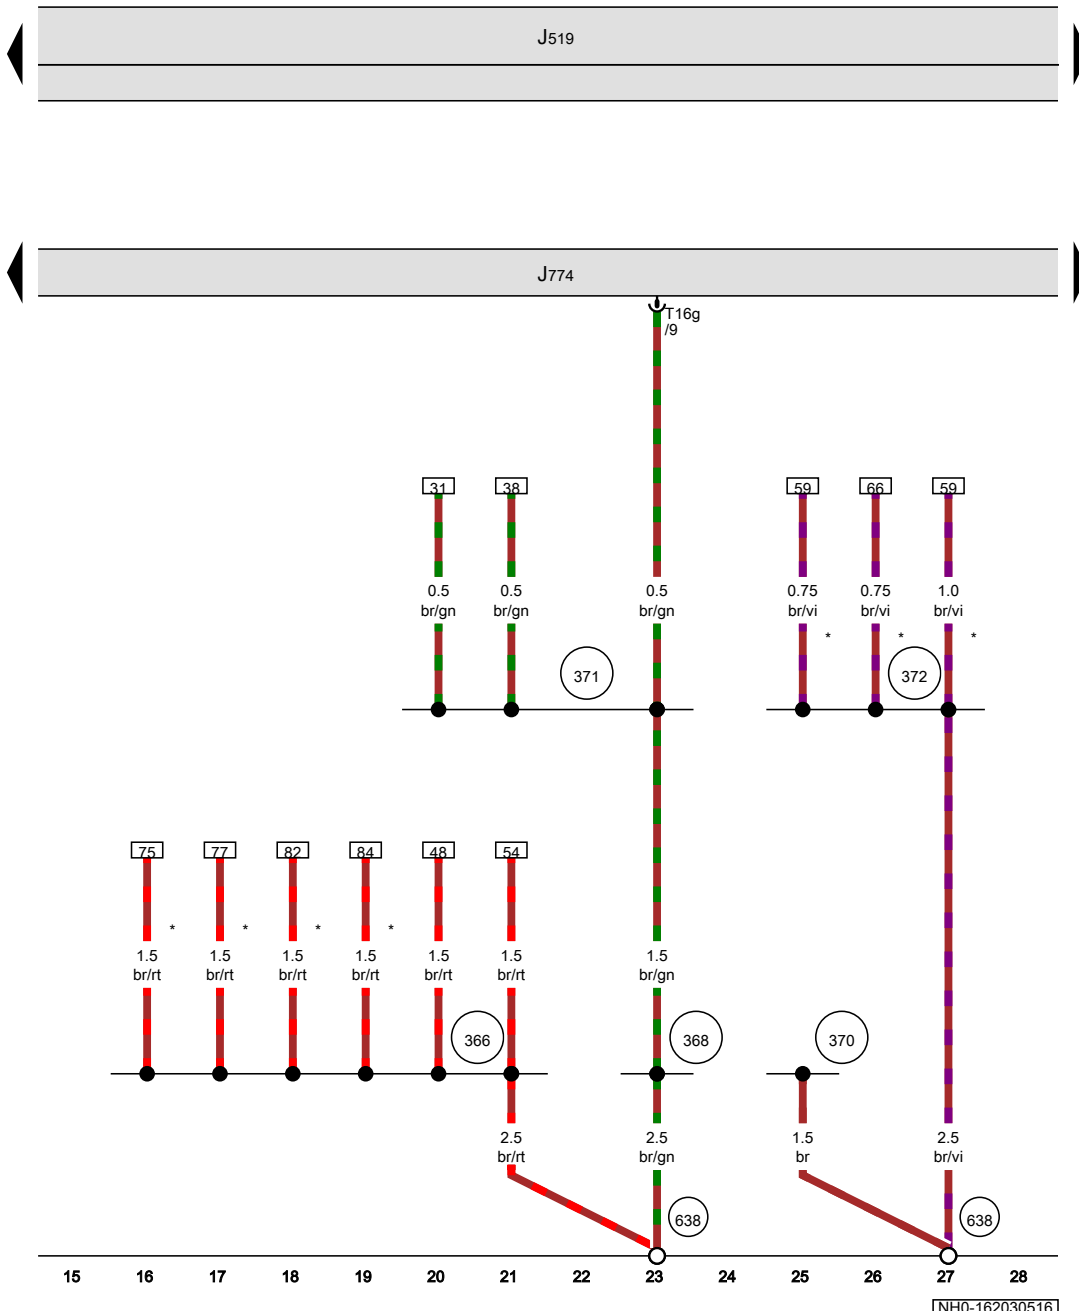 J519
J774
T16g
/9
31 38 59 66 59
0.5 0.5 0.5 0.75 0.75 1.0
br/gn br/gn br/gn br/vi br/vi br/vi
* * *
371 372
75 77 82 84 48 54
* * * *
1.5 1.5 1.5 1.5 1.5 1.5 1.5
br/rt br/rt br/rt br/rt br/rt br/rt br/gn
366 368 370
2.5 2.5 1.5 2.5
br/rt br/gn br br/vi
638 638
15 16 17 18 19 20 21 22 23 24 25 26 27 28
NH0-162030516